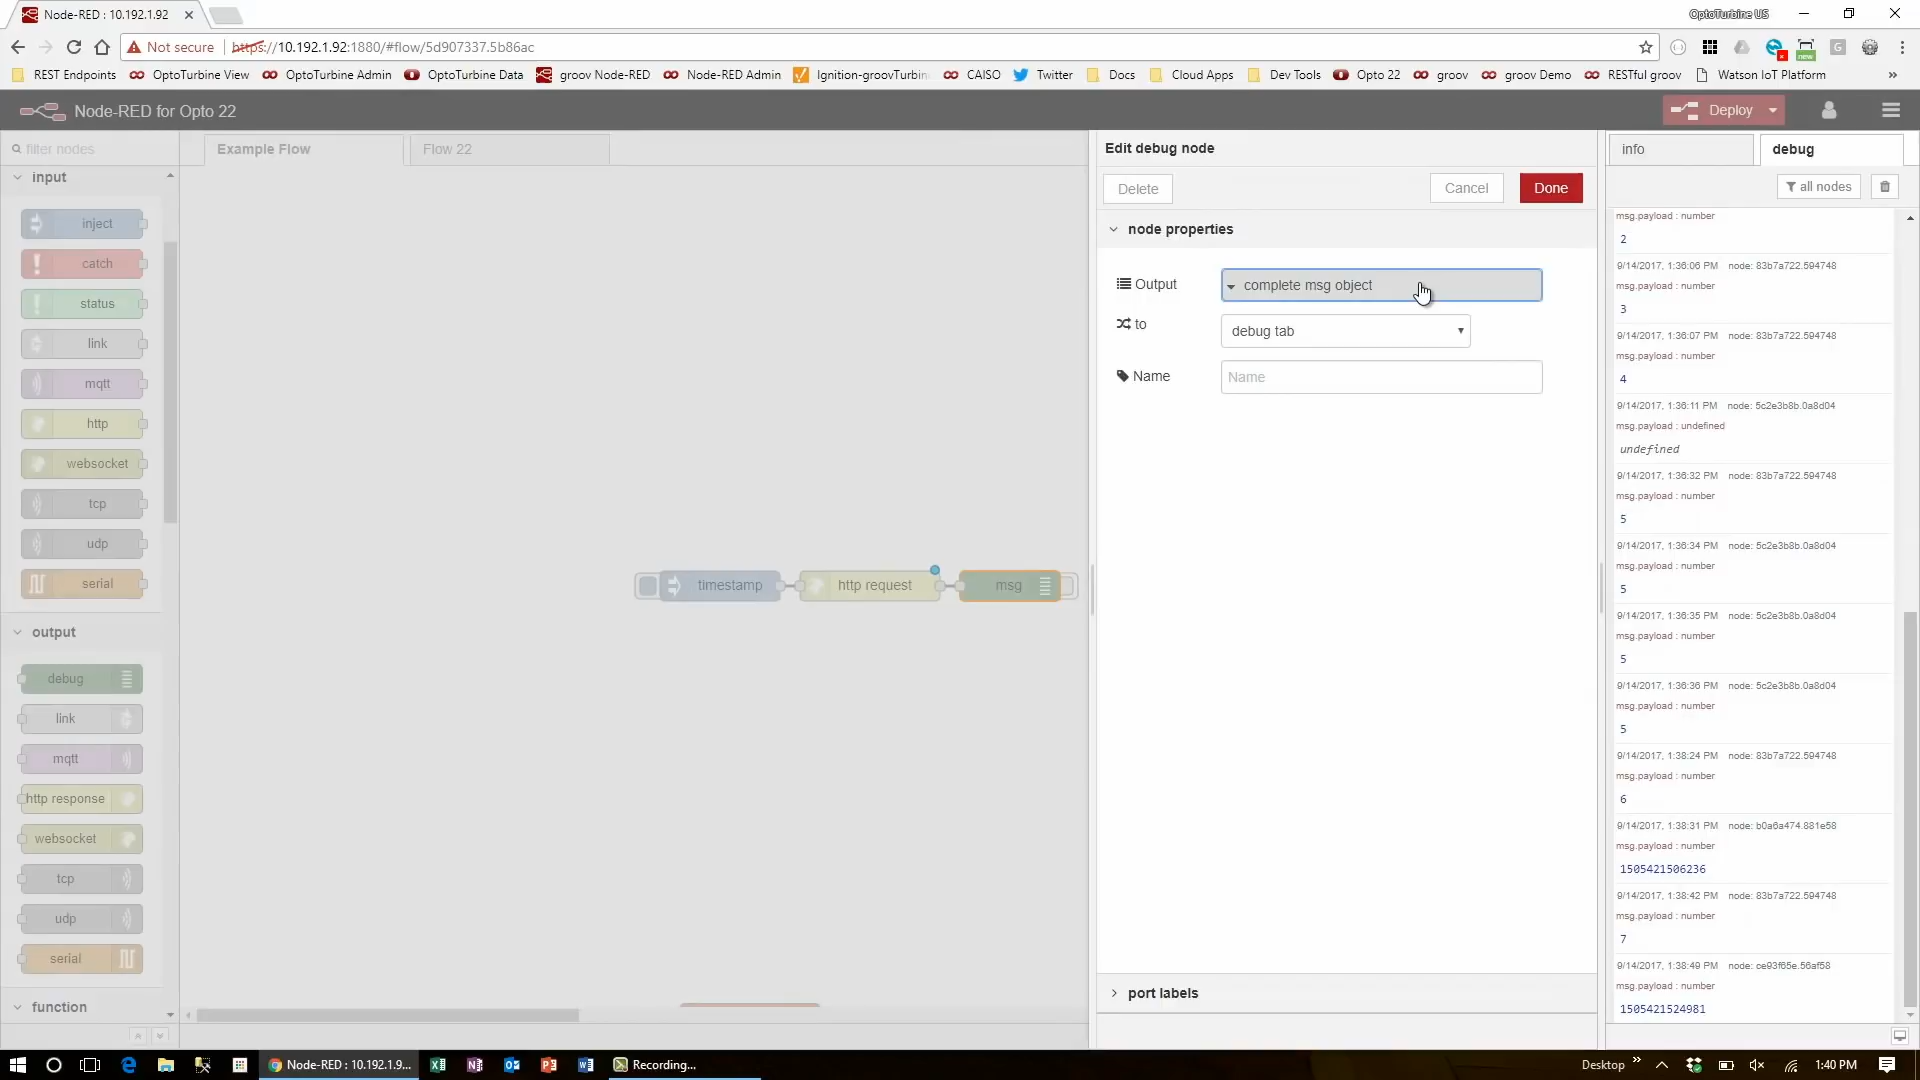 Node-RED : 10.192.1.92
OptoTurbine US
Not secure
https://10.192.1.92:1880/#flow/5d907337.5b86ac
REST Endpoints
OptoTurbine View
OptoTurbine Admin
OptoTurbine Data
groov Node-RED
Node-RED Admin
Ignition-groovTurbin
CAISO
Twitter
Docs
Cloud Apps
Dev Tools
Opto 22
groov
groov Demo
RESTful groov
Watson IoT Platform
Node-RED for Opto 22
Deploy
filter nodes
input
inject
catch
status
link
mqtt
http
websocket
tcp
udp
serial
output
debug
link
mqtt
http response
websocket
tcp
udp
serial
function
Example Flow
Flow 22
timestamp
http request
msg
Edit debug node
Delete
Cancel
Done
node properties
Output
complete msg object
to
debug tab
Name
Name
port labels
info
debug
all nodes
msg.payload : number
2
9/14/2017, 1:36:06 PM node: 83b7a722.594748
msg.payload : number
3
9/14/2017, 1:36:07 PM node: 83b7a722.594748
msg.payload : number
4
9/14/2017, 1:36:11 PM node: 5c2e3b8b.0a8d04
msg.payload : undefined
undefined
9/14/2017, 1:36:32 PM node: 83b7a722.594748
msg.payload : number
5
9/14/2017, 1:36:34 PM node: 5c2e3b8b.0a8d04
msg.payload : number
5
9/14/2017, 1:36:35 PM node: 5c2e3b8b.0a8d04
msg.payload : number
5
9/14/2017, 1:36:36 PM node: 5c2e3b8b.0a8d04
msg.payload : number
5
9/14/2017, 1:38:24 PM node: 83b7a722.594748
msg.payload : number
6
9/14/2017, 1:38:31 PM node: b0a6a474.881e58
msg.payload : number
1505421506236
9/14/2017, 1:38:42 PM node: 83b7a722.594748
msg.payload : number
7
9/14/2017, 1:38:49 PM node: ce93f65e.56af58
msg.payload : number
1505421524981
Node-RED : 10.192.1.9...
Recording...
Desktop
1:40 PM